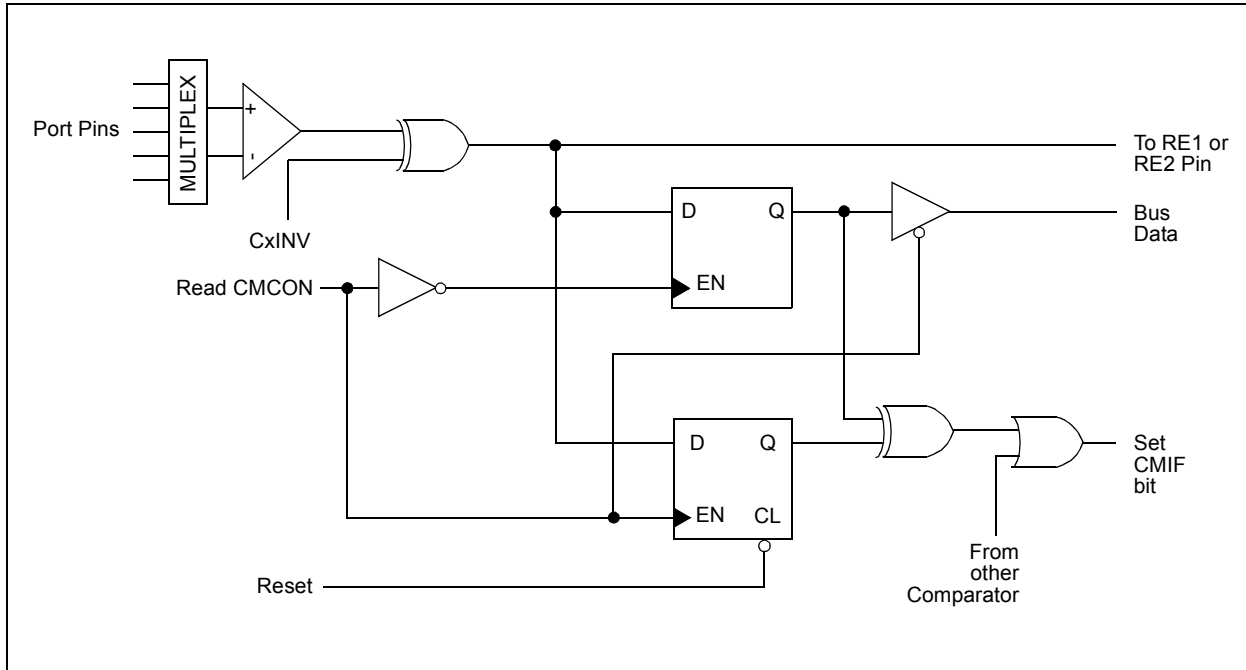 MULTIPLEX
+
-
Port Pins
CxINV
To RE1 or
RE2 Pin
D
Q
EN
Bus
Data
Read CMCON
D
Q
EN
CL
Set
CMIF
bit
From
other
Comparator
Reset